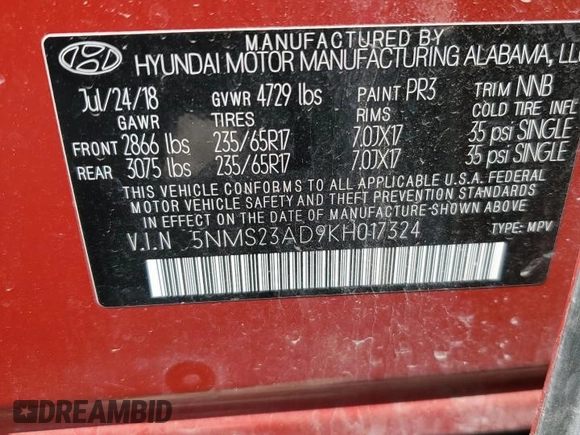 MANUFACTURED BY
HYUNDAI MOTOR MANUFACTURING ALABAMA, LLC
Jul/24/18 GVWR 4729 lbs PAINT PR3 TRIM NNB
GAWR TIRES RIMS COLD TIRE INFL
FRONT 2866 lbs 235/65R17 7.0JX17 35 psi SINGLE
REAR 3075 lbs 235/65R17 7.0JX17 35 psi SINGLE
THIS VEHICLE CONFORMS TO ALL APPLICABLE U.S.A. FEDERAL
MOTOR VEHICLE SAFETY AND THEFT PREVENTION STANDARDS
IN EFFECT ON THE DATE OF MANUFACTURE-SHOWN ABOVE.
V.I.N 5NMS23AD9KH017324 TYPE: MPV
DREAMBID